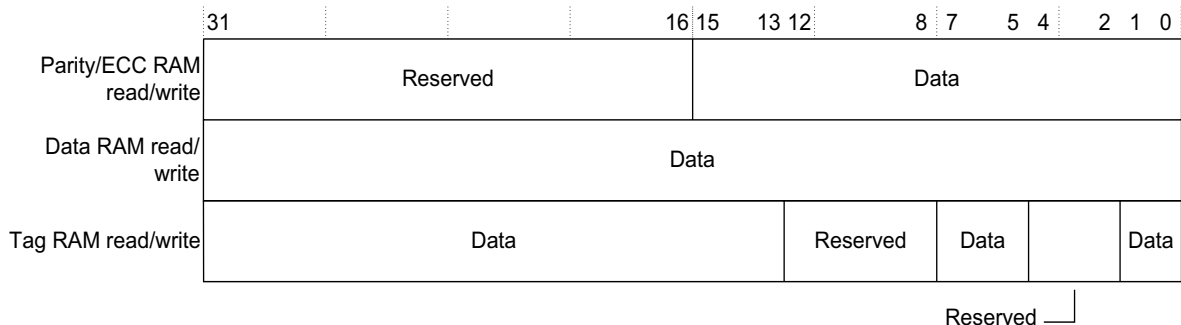 31 16 15 13 12 8 7 5 4 2 1 0
Parity/ECC RAM
read/write
Reserved
Data
Data RAM read/
write
Data
Tag RAM read/write
Data
Reserved
Data
Data
Reserved